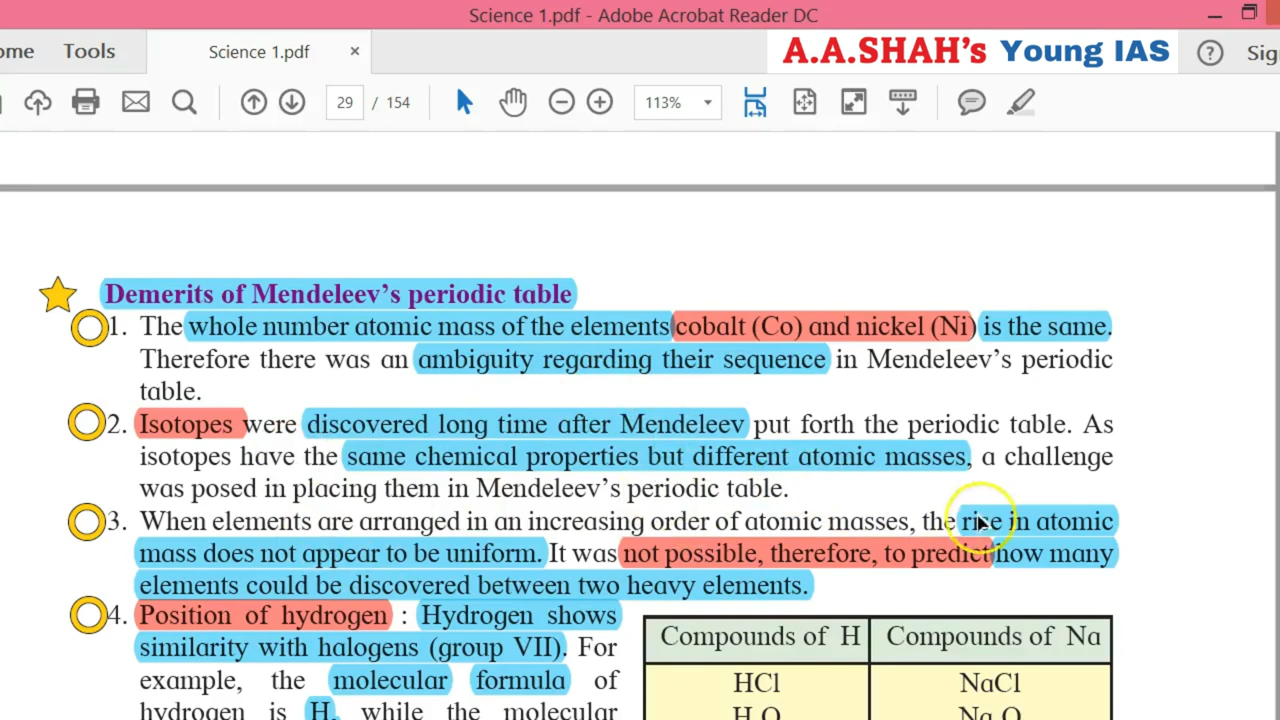 Science 1.pdf - Adobe Acrobat Reader DC
ome Tools Science 1.pdf × A.A.SHAH's Young IAS ? Sig
29 / 154 113%
Demerits of Mendeleev's periodic table
1. The whole number atomic mass of the elements cobalt (Co) and nickel (Ni) is the same.
Therefore there was an ambiguity regarding their sequence in Mendeleev's periodic
table.
2. Isotopes were discovered long time after Mendeleev put forth the periodic table. As
isotopes have the same chemical properties but different atomic masses, a challenge
was posed in placing them in Mendeleev's periodic table.
3. When elements are arranged in an increasing order of atomic masses, the rise in atomic
mass does not appear to be uniform. It was not possible, therefore, to predict how many
elements could be discovered between two heavy elements.
4. Position of hydrogen : Hydrogen shows
similarity with halogens (group VII). For
example, the molecular formula of
hydrogen is H, while the molecular
Compounds of H Compounds of Na
HCl NaCl
H₂O Na₂O